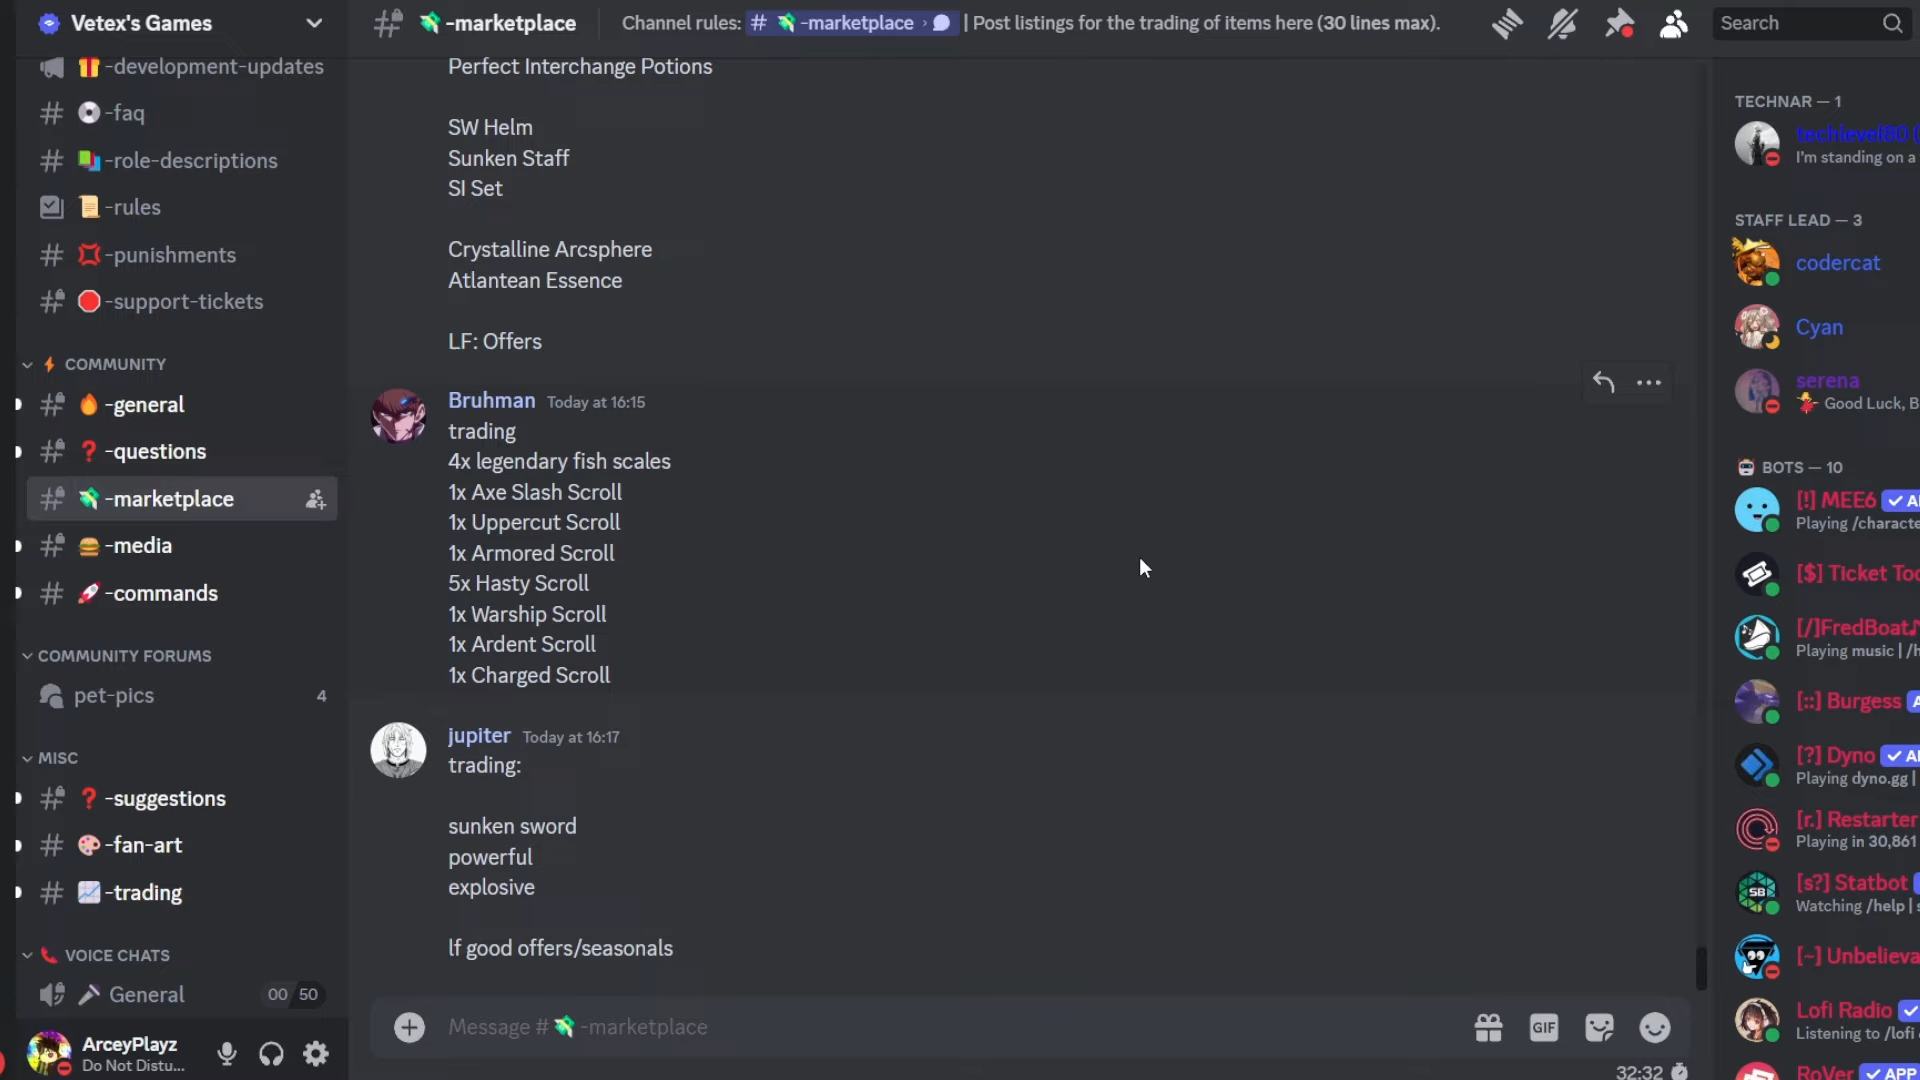 Vetex's Games
-development-updates
-faq
-role-descriptions
-rules
-punishments
-support-tickets
COMMUNITY
-general
-questions
-marketplace
-media
-commands
COMMUNITY FORUMS
pet-pics 4
MISC
-suggestions
-fan-art
-trading
VOICE CHATS
General 00 50
ArceyPlayz
Do Not Distu...
-marketplace
Channel rules: # -marketplace › | Post listings for the trading of items here (30 lines max).
Search
Perfect Interchange Potions
SW Helm
Sunken Staff
SI Set
Crystalline Arcsphere
Atlantean Essence
LF: Offers
Bruhman Today at 16:15
trading
4x legendary fish scales
1x Axe Slash Scroll
1x Uppercut Scroll
1x Armored Scroll
5x Hasty Scroll
1x Warship Scroll
1x Ardent Scroll
1x Charged Scroll
jupiter Today at 16:17
trading:
sunken sword
powerful
explosive
lf good offers/seasonals
Message # -marketplace
GIF
32:32
TECHNAR — 1
techlevel80 (
I'm standing on a
STAFF LEAD — 3
codercat
Cyan
serena
Good Luck, B
BOTS — 10
[!] MEE6 ✓ A
Playing /characte
[$] Ticket Too
[/]FredBoat♪
Playing music | /h
[::] Burgess A
[?] Dyno ✓ A
Playing dyno.gg |
[r.] Restarter
Playing in 30,861
[s?] Statbot
SB
Watching /help | s
[~] Unbelieva
Lofi Radio ✓
Listening to /lofi
RoVer ✓ APP